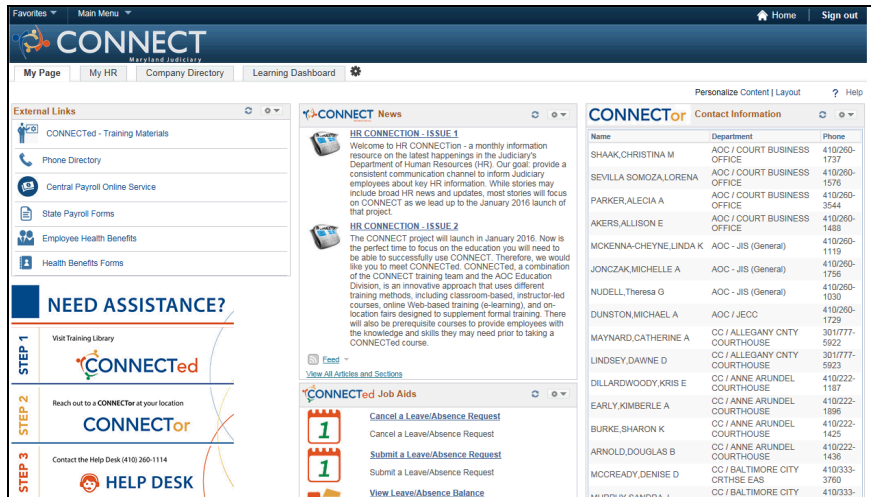 Favorites Main Menu Home Sign out
CONNECT
Maryland Judiciary
My Page My HR Company Directory Learning Dashboard
Personalize Content | Layout ? Help
External Links
CONNECTed - Training Materials
Phone Directory
Central Payroll Online Service
State Payroll Forms
Employee Health Benefits
Health Benefits Forms
NEED ASSISTANCE?
STEP 1
Visit Training Library
CONNECTed
STEP 2
Reach out to a CONNECTor at your location
CONNECTor
STEP 3
Contact the Help Desk (410) 260-1114
HELP DESK
CONNECT News
HR CONNECTION - ISSUE 1
Welcome to HR CONNECTion - a monthly information
resource on the latest happenings in the Judiciary's
Department of Human Resources (HR). Our goal: provide a
consistent communication channel to inform Judiciary
employees about key HR information. While stories may
include broad HR news and updates, most stories will focus
on CONNECT as we lead up to the January 2016 launch of
that project.
HR CONNECTION - ISSUE 2
The CONNECT project will launch in January 2016. Now is
the perfect time to focus on the education you will need to
be able to successfully use CONNECT. Therefore, we would
like you to meet CONNECTed. CONNECTed, a combination
of the CONNECT training team and the AOC Education
Division, is an innovative approach that uses different
training methods, including classroom-based, instructor-led
courses, online Web-based training (e-learning), and on-
location fairs designed to supplement formal training. There
will also be prerequisite courses to provide employees with
the knowledge and skills they may need prior to taking a
CONNECTed course.
Feed
View All Articles and Sections
CONNECTed Job Aids
1
Cancel a Leave/Absence Request
Cancel a Leave/Absence Request
1
Submit a Leave/Absence Request
Submit a Leave/Absence Request
View Leave/Absence Balance
CONNECTor Contact Information
Name Department Phone
SHAAK,CHRISTINA M AOC / COURT BUSINESS OFFICE 410/260-1737
SEVILLA SOMOZA,LORENA AOC / COURT BUSINESS OFFICE 410/260-1576
PARKER,ALECIA A AOC / COURT BUSINESS OFFICE 410/260-3544
AKERS,ALLISON E AOC / COURT BUSINESS OFFICE 410/260-1488
MCKENNA-CHEYNE,LINDA K AOC - JIS (General) 410/260-1119
JONCZAK,MICHELLE A AOC - JIS (General) 410/260-1756
NUDELL,Theresa G AOC - JIS (General) 410/260-1030
DUNSTON,MICHAEL A AOC / JECC 410/260-1729
MAYNARD,CATHERINE A CC / ALLEGANY CNTY COURTHOUSE 301/777-5922
LINDSEY,DAWNE D CC / ALLEGANY CNTY COURTHOUSE 301/777-5923
DILLARDWOODY,KRIS E CC / ANNE ARUNDEL COURTHOUSE 410/222-1187
EARLY,KIMBERLE A CC / ANNE ARUNDEL COURTHOUSE 410/222-1896
BURKE,SHARON K CC / ANNE ARUNDEL COURTHOUSE 410/222-1425
ARNOLD,DOUGLAS B CC / ANNE ARUNDEL COURTHOUSE 410/222-1436
MCCREADY,DENISE D CC / BALTIMORE CITY CRTHSE EAS 410/333-3760
CC / BALTIMORE CITY 410/333-